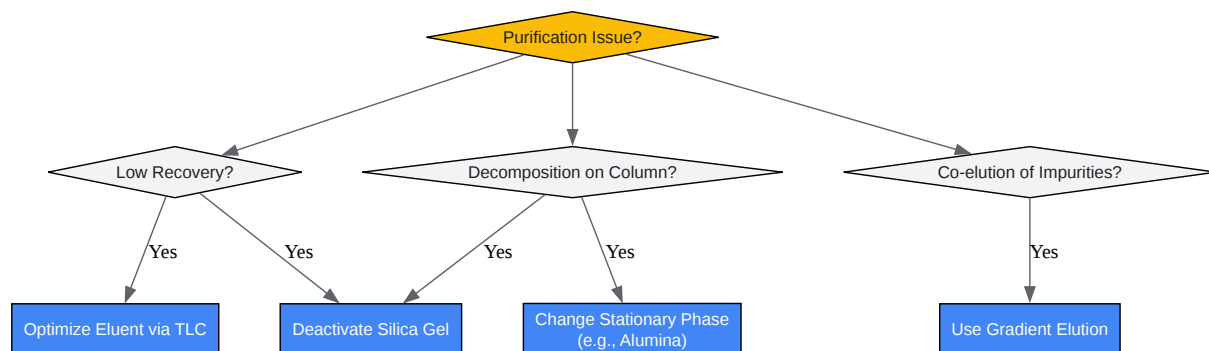 Purification Issue?
Low Recovery?
Decomposition on Column?
Co-elution of Impurities?
Yes
Yes
Yes
Yes
Yes
Optimize Eluent via TLC
Deactivate Silica Gel
Change Stationary Phase
(e.g., Alumina)
Use Gradient Elution